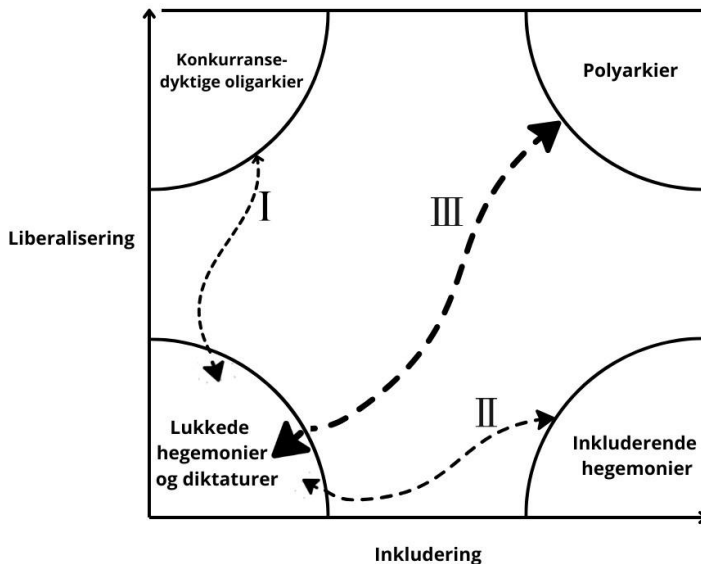 Konkurranse-
dyktige oligarkier
Polyarkier
I
III
Liberalisering
Lukkede
hegemonier
og diktaturer
II
Inkluderende
hegemonier
Inkludering